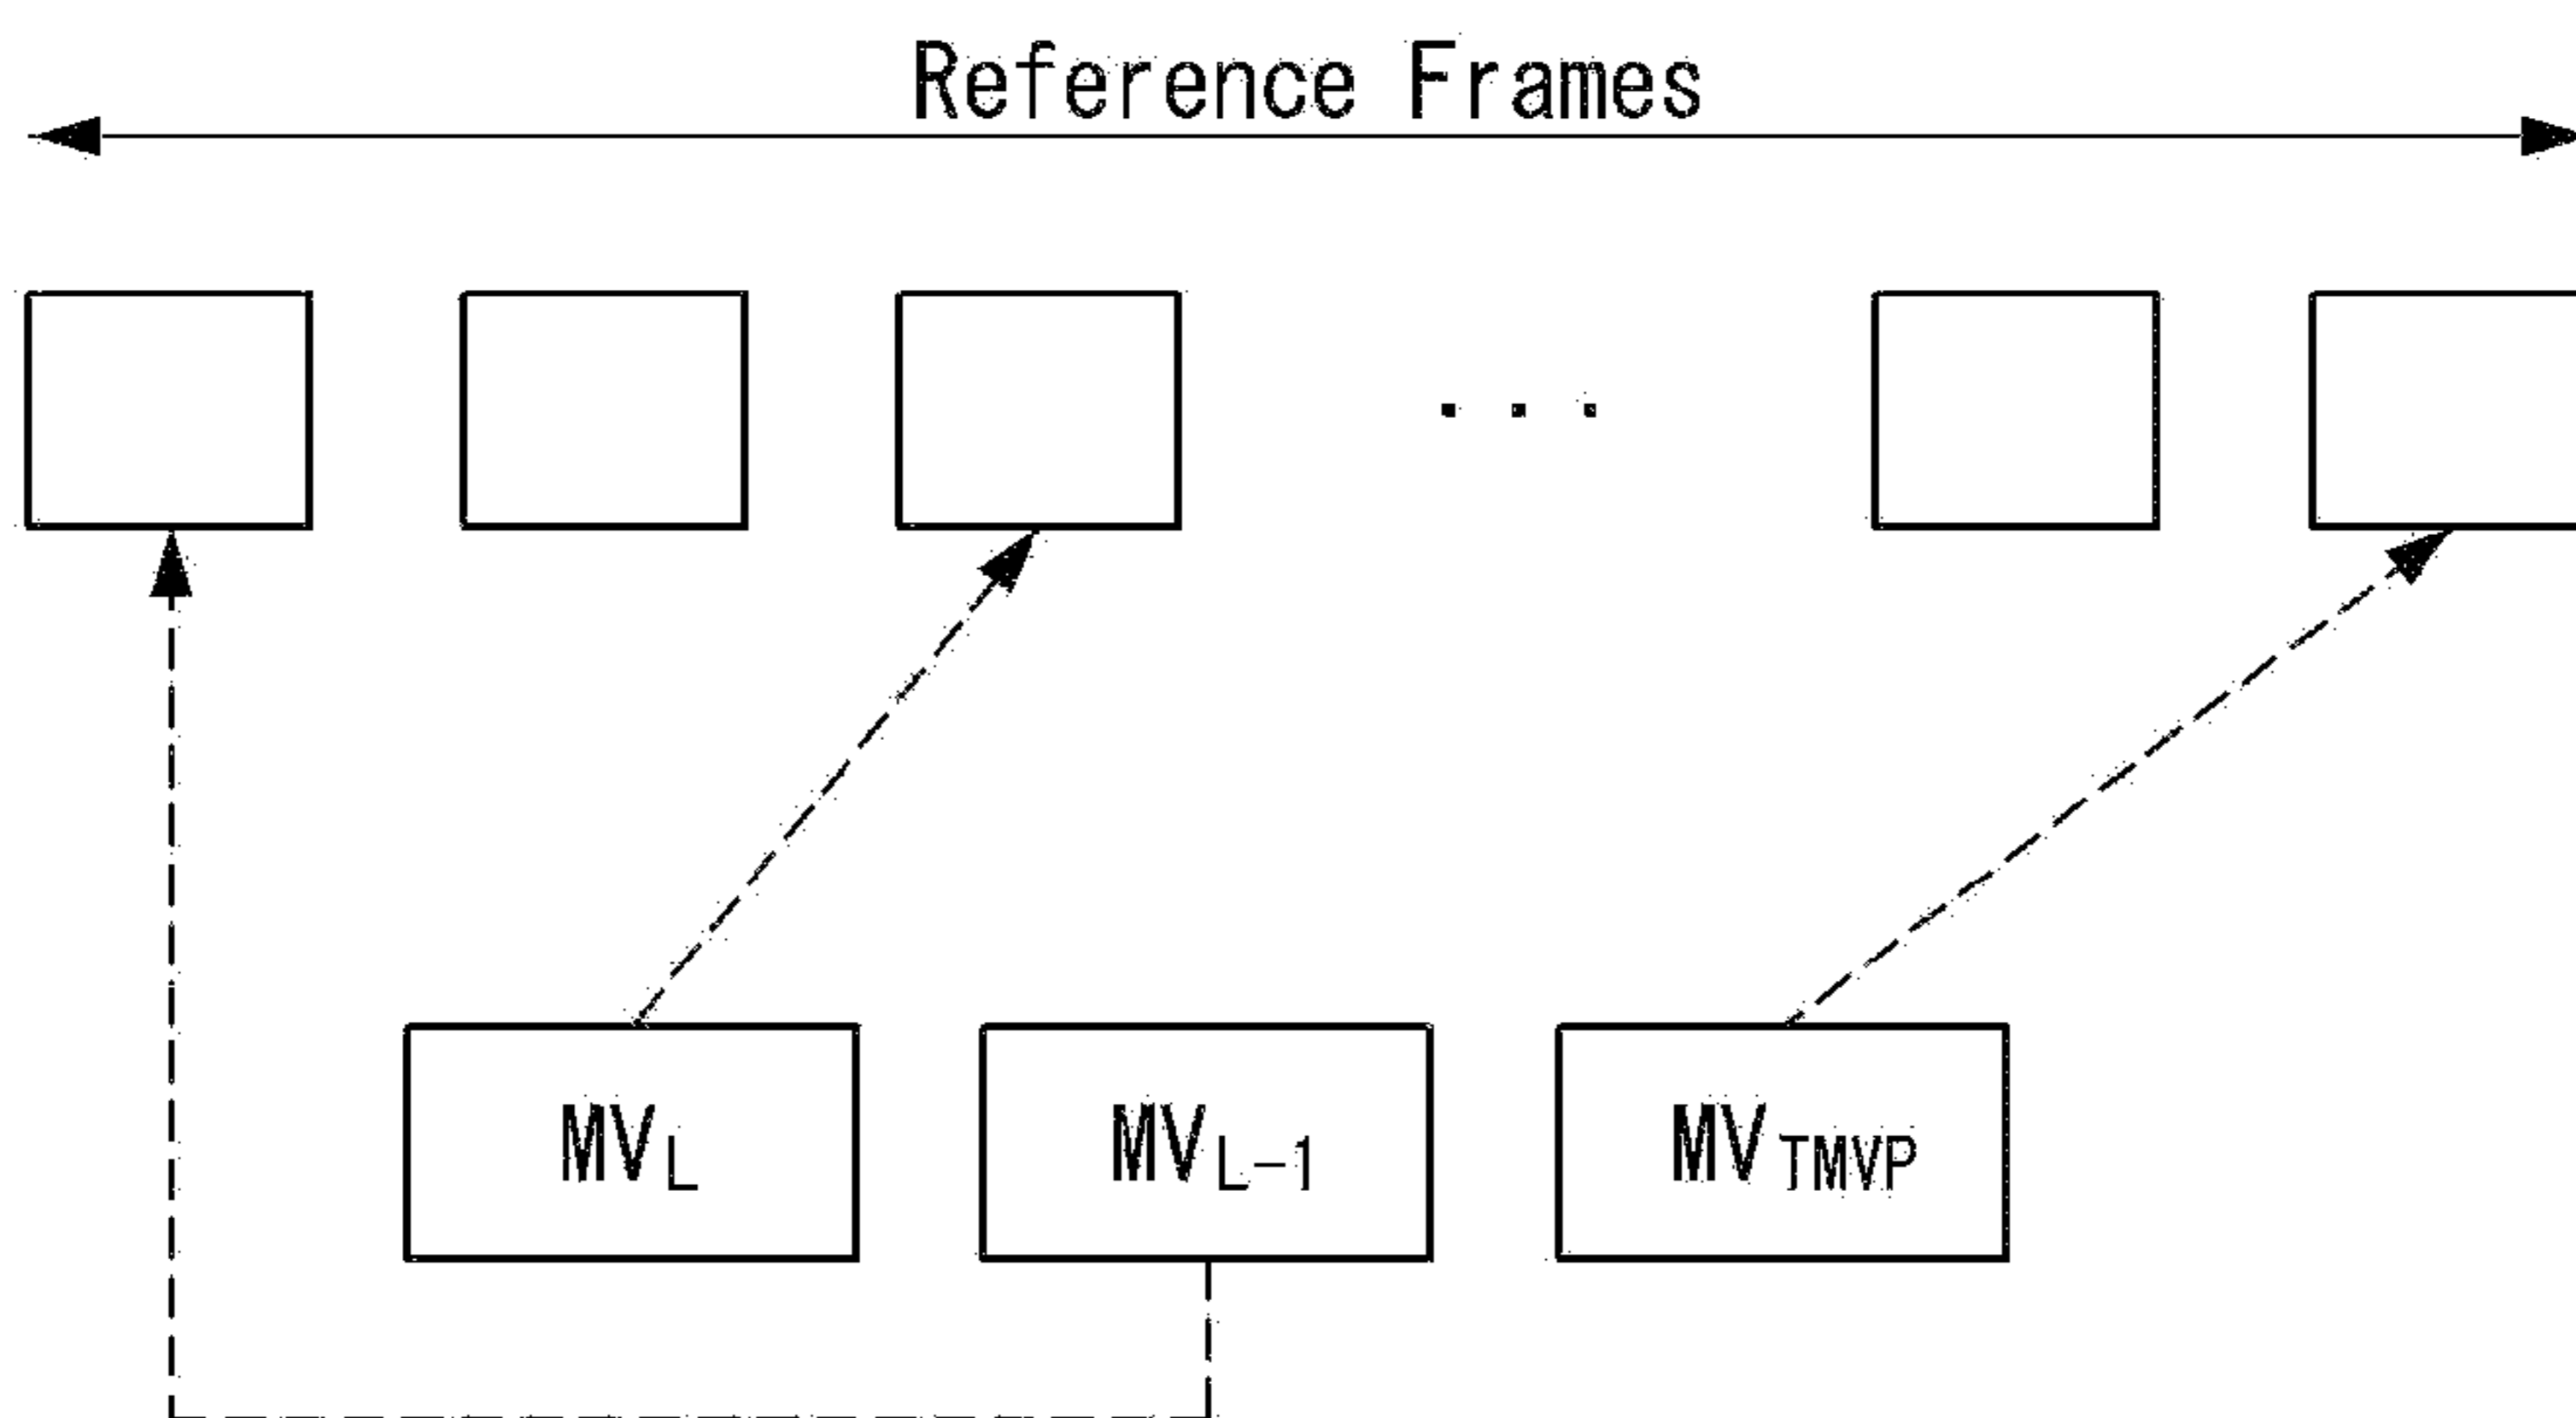 Reference Frames
. . .
MVL MVL-1 MVTMVP